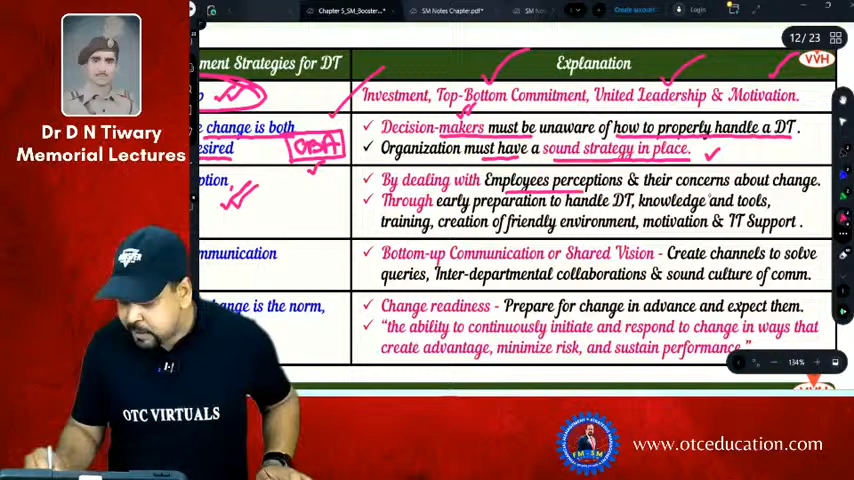 Chapter 5_SM_Booster...*
SM Notes Chapter.pdf*
SM No
Create account
Login
12 / 23
ment Strategies for DT
Explanation
VVH
Investment, Top-Bottom Commitment, United Leadership & Motivation.
e change is both
esired
CBA
✓ Decision-makers must be unaware of how to properly handle a DT.
✓ Organization must have a sound strategy in place.
ption
✓ By dealing with Employees perceptions & their concerns about change.
✓ Through early preparation to handle DT, knowledge and tools,
training, creation of friendly environment, motivation & IT Support.
mmunication
✓ Bottom-up Communication or Shared Vision - Create channels to solve
queries, Inter-departmental collaborations & sound culture of comm.
hange is the norm,
✓ Change readiness - Prepare for change in advance and expect them.
✓ "the ability to continuously initiate and respond to change in ways that
create advantage, minimize risk, and sustain performance."
134%
VVH
Dr D N Tiwary
Memorial Lectures
OTC VIRTUALS
FM-SM
www.otceducation.com